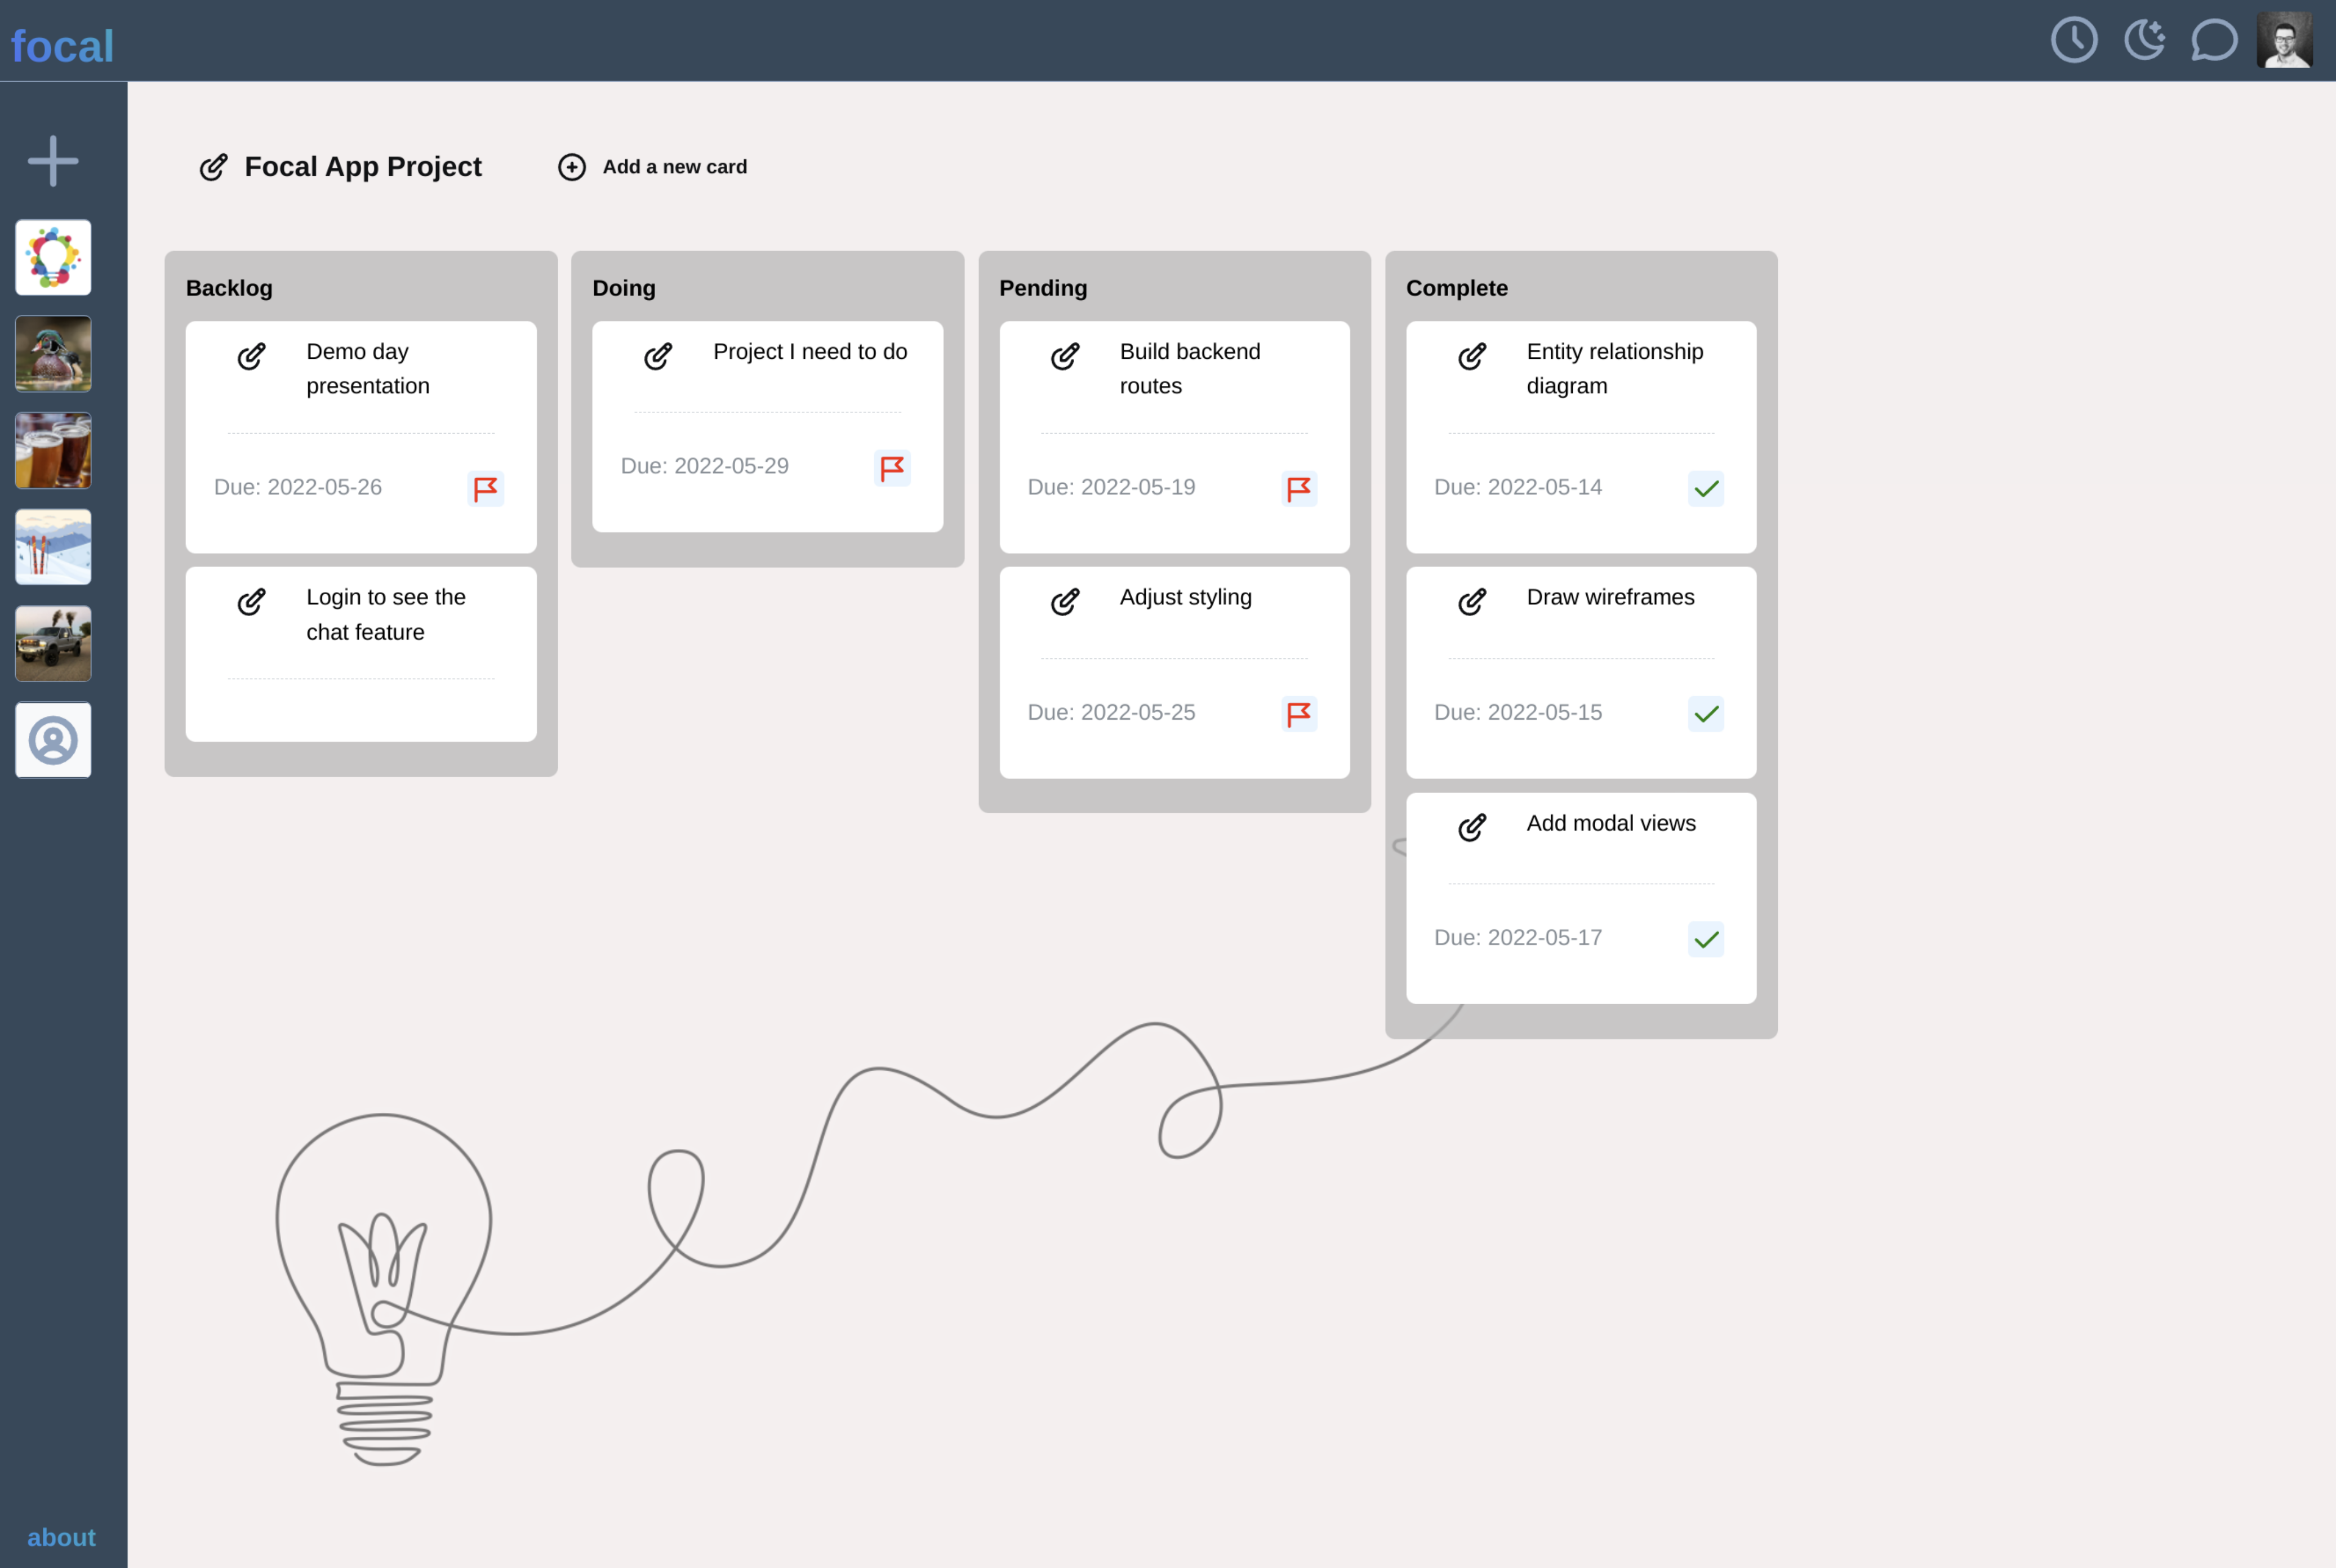 focal
Focal App Project
Add a new card
Backlog
Demo day
presentation
Due: 2022-05-26
Login to see the
chat feature
Doing
Project I need to do
Due: 2022-05-29
Pending
Build backend
routes
Due: 2022-05-19
Adjust styling
Due: 2022-05-25
Complete
Entity relationship
diagram
Due: 2022-05-14
Draw wireframes
Due: 2022-05-15
Add modal views
Due: 2022-05-17
about